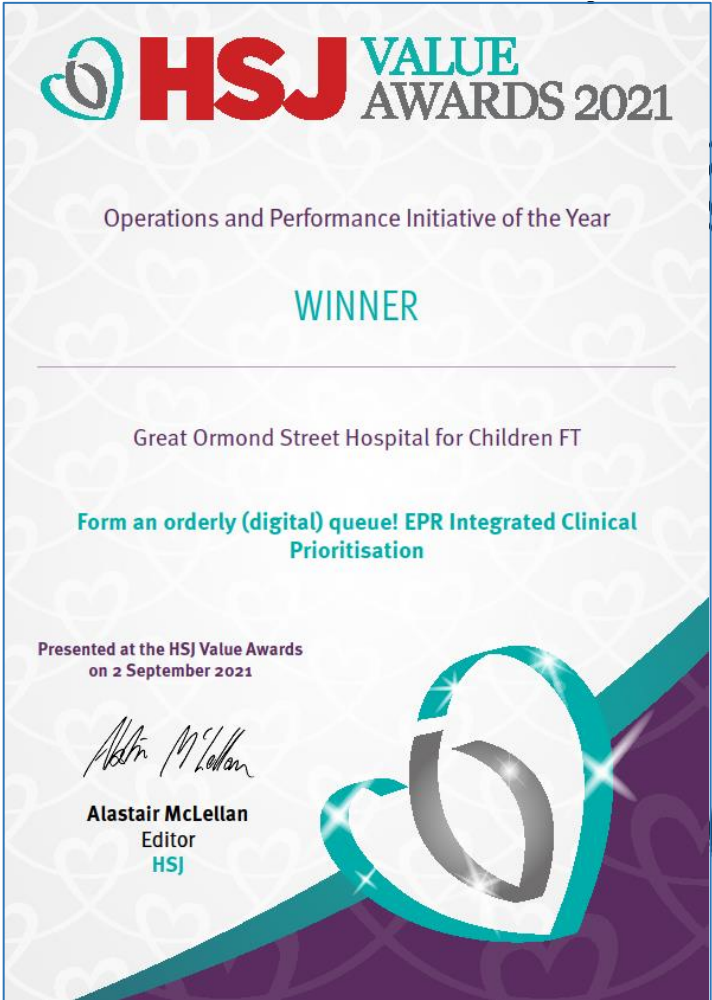 HSJ VALUE
AWARDS 2021
Operations and Performance Initiative of the Year
WINNER
Great Ormond Street Hospital for Children FT
Form an orderly (digital) queue! EPR Integrated Clinical
Prioritisation
Presented at the HSJ Value Awards
on 2 September 2021
Alastair McLellan
Alastair McLellan
Editor
HSJ